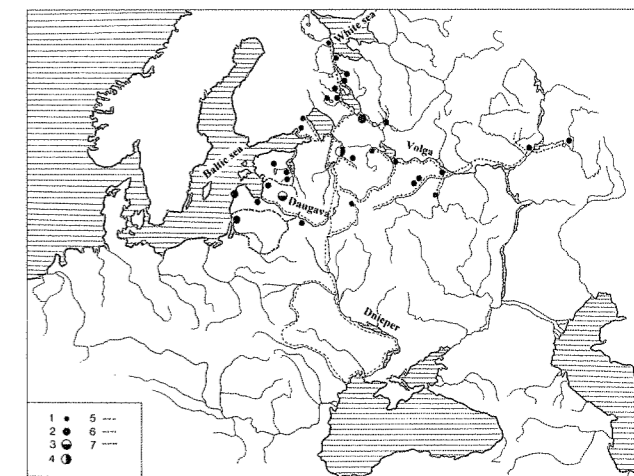 White sea
Baltic sea
Volga
Daugava
Dnieper
1 5
2 6
3 7
4